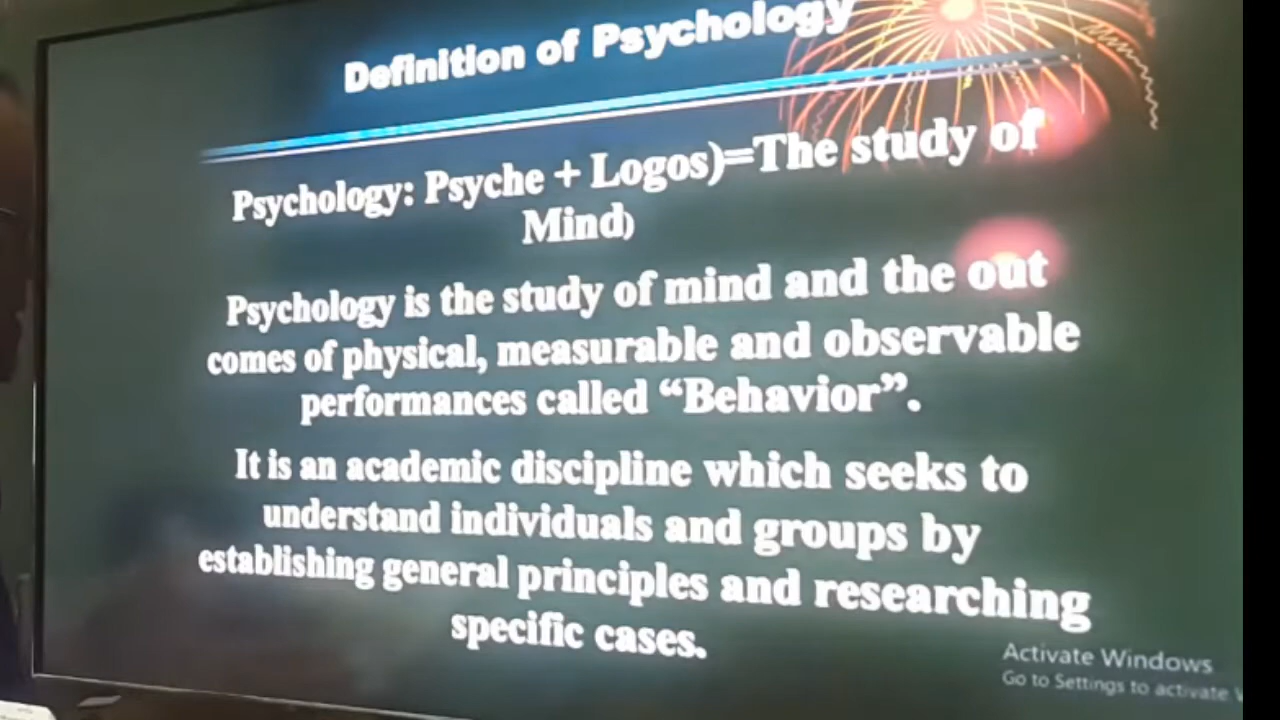 Definition of Psychology
Psychology: Psyche + Logos)=The study of
Mind)
Psychology is the study of mind and the out
comes of physical, measurable and observable
performances called “Behavior”.
It is an academic discipline which seeks to
understand individuals and groups by
establishing general principles and researching
specific cases.
Activate Windows
Go to Settings to activate